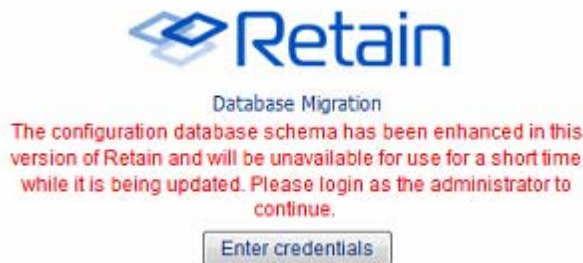 Retain
Database Migration
The configuration database schema has been enhanced in this
version of Retain and will be unavailable for use for a short time
while it is being updated. Please login as the administrator to
continue.
Enter credentials